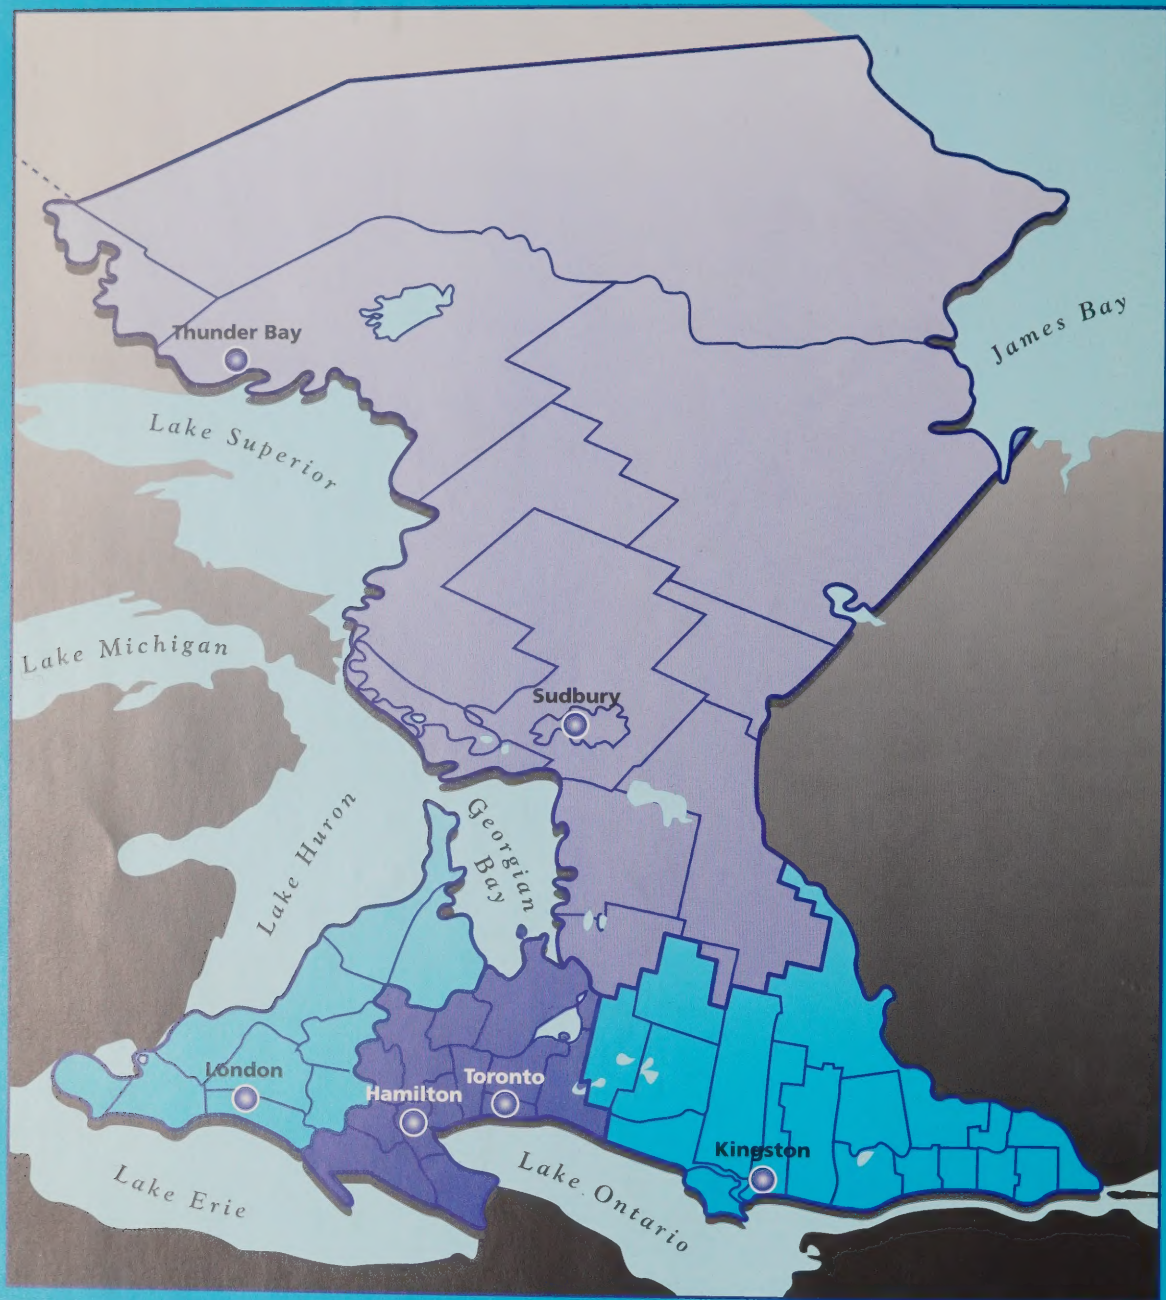 Thunder Bay
James Bay
Lake Superior
Lake Michigan
Sudbury
Lake Huron
Georgian
Bay
London
Toronto
Hamilton
Kingston
Lake Erie
Lake Ontario